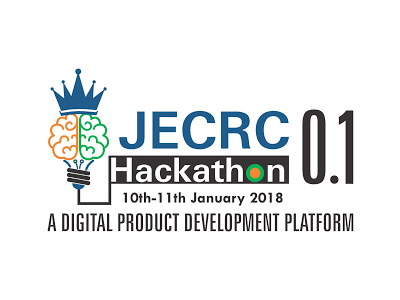 JECRC
Hackathon 0.1
10th-11th January 2018
A DIGITAL PRODUCT DEVELOPMENT PLATFORM